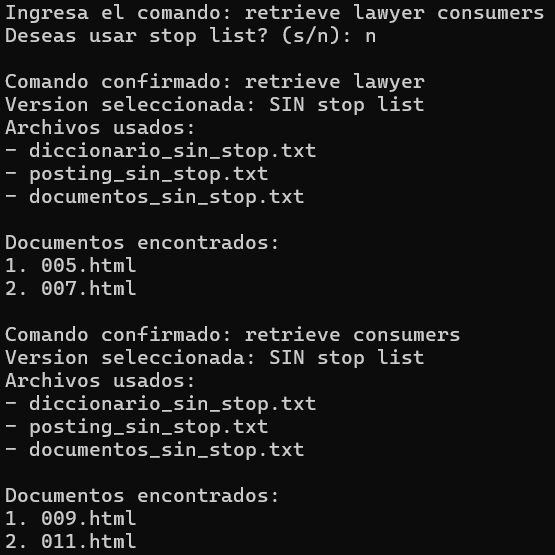 Ingresa el comando: retrieve lawyer consumers
Deseas usar stop list? (s/n): n
Comando confirmado: retrieve lawyer
Version seleccionada: SIN stop list
Archivos usados:
- diccionario_sin_stop.txt
- posting_sin_stop.txt
- documentos_sin_stop.txt
Documentos encontrados:
1. 005.html
2. 007.html
Comando confirmado: retrieve consumers
Version seleccionada: SIN stop list
Archivos usados:
- diccionario_sin_stop.txt
- posting_sin_stop.txt
- documentos_sin_stop.txt
Documentos encontrados:
1. 009.html
2. 011.html